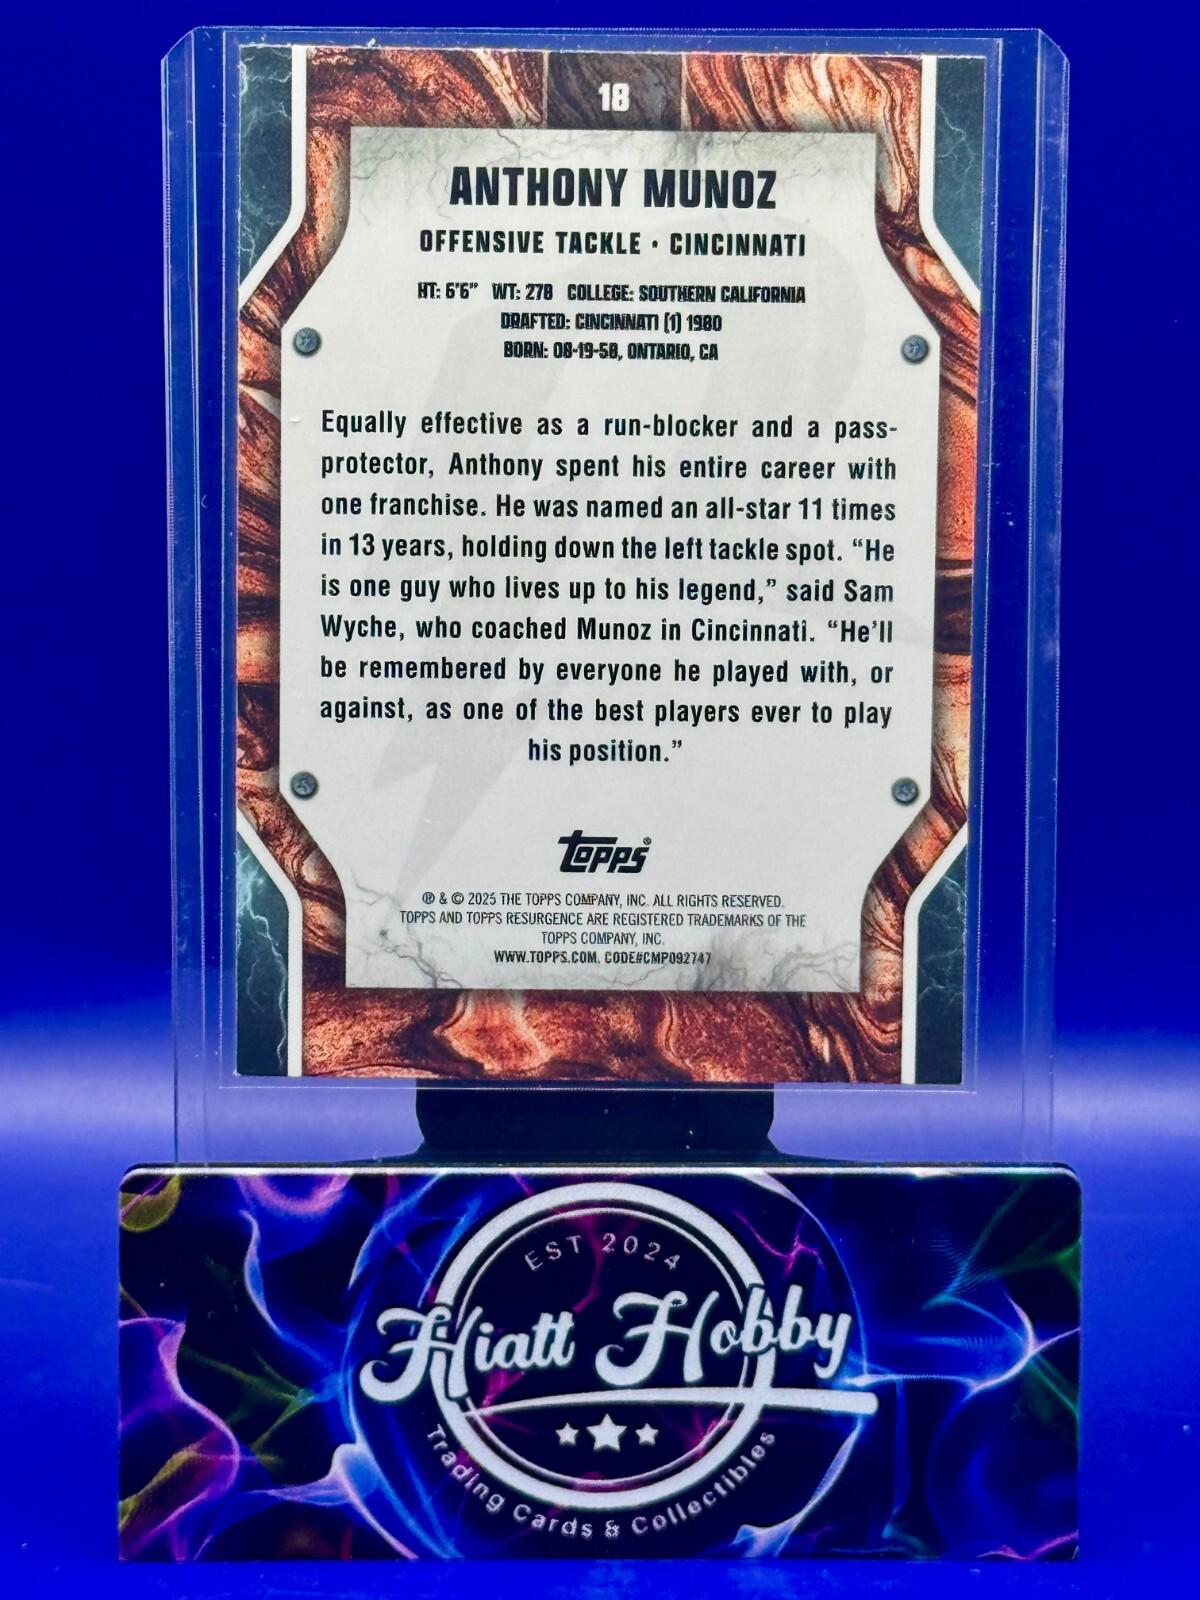 18
ANTHONY MUNOZ
OFFENSIVE TACKLE • CINCINNATI
HT: 6'6" WT: 278 COLLEGE: SOUTHERN CALIFORNIA
DRAFTED: CINCINNATI (1) 1980
BORN: 08-19-58, ONTARIO, CA
Equally effective as a run-blocker and a pass-
protector, Anthony spent his entire career with
one franchise. He was named an all-star 11 times
in 13 years, holding down the left tackle spot. “He
is one guy who lives up to his legend,” said Sam
Wyche, who coached Munoz in Cincinnati. “He’ll
be remembered by everyone he played with, or
against, as one of the best players ever to play
his position.”
topps®
® & © 2025 THE TOPPS COMPANY, INC. ALL RIGHTS RESERVED.
TOPPS AND TOPPS RESURGENCE ARE REGISTERED TRADEMARKS OF THE
TOPPS COMPANY, INC.
WWW.TOPPS.COM. CODE#CMP092747
EST 2024
Hiatt Hobby
Trading Cards & Collectibles